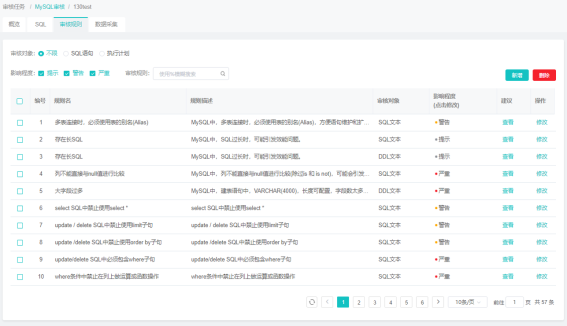 审核任务 / MySQL审核 / 130test
概览 SQL 审核规则 数据采集
审核对象: 不限 SQL语句 执行计划
影响程度: 提示 警告 严重 审核规则: 使用%模糊搜索 新增 删除
编号 规则名 规则描述 审核对象 影响程度(点击修改) 建议 操作
1 多表连接时、必须使用表的别名(Alias) MySQL中、多表连接时、必须使用表的别名(Alias)、方便语句维护和扩... SQL文本 警告 查看 修改
2 存在长SQL MySQL中、SQL过长时、可能引发效能问题。 SQL文本 提示 查看 修改
3 存在长SQL MySQL中、SQL过长时、可能引发效能问题。 DDL文本 提示 查看 修改
4 列不能直接与null值进行比较 MySQL中、列不能直接与null值进行比较(除过is 和 is not)、可能会引发... SQL文本 严重 查看 修改
5 大字段过多 MySQL中、建表语句中、VARCHAR(4000)、长度可配置、字段数大多... DDL文本 严重 查看 修改
6 select SQL中禁止使用select * select SQL中禁止使用select * SQL文本 警告 查看 修改
7 update / delete SQL中禁止使用limit子句 update / delete SQL中禁止使用limit子句 SQL文本 警告 查看 修改
8 update /delete SQL中禁止使用order by子句 update /delete SQL中禁止使用order by子句 SQL文本 警告 查看 修改
9 update/delete SQL中必须包含where子句 update/delete SQL中必须包含where子句 SQL文本 严重 查看 修改
10 where条件中禁止在列上做运算或函数操作 where条件中禁止在列上做运算或函数操作 SQL文本 严重 查看 修改
1 2 3 4 5 6 10条/页 前往 1 页 共 57 条